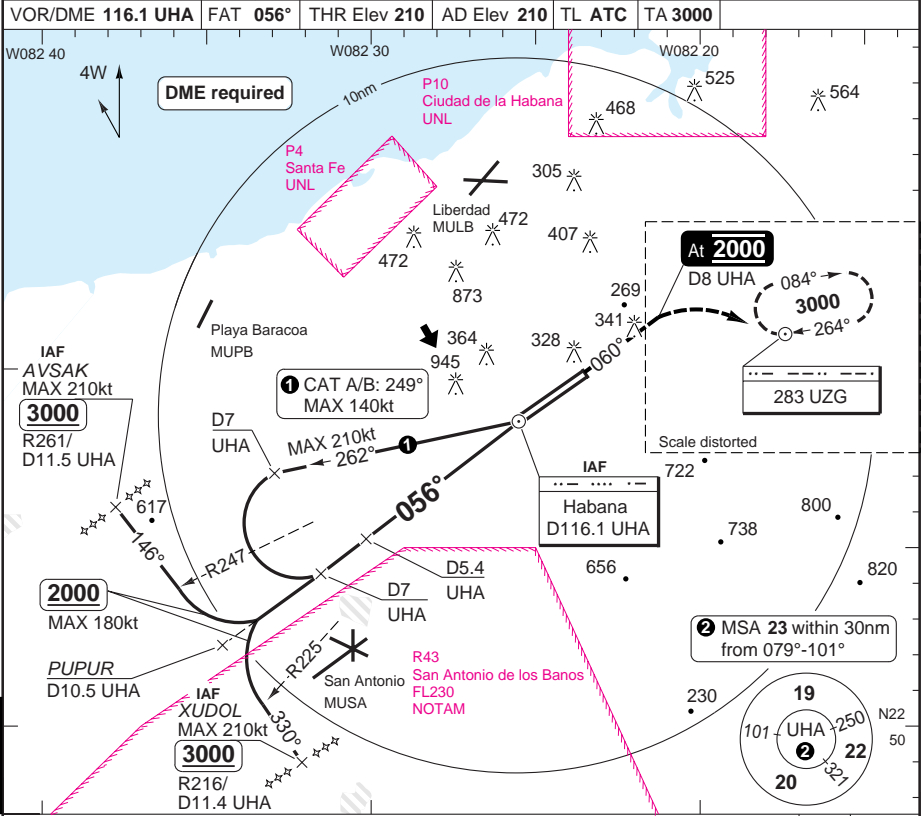 VOR/DME 116.1 UHA FAT 056° THR Elev 210 AD Elev 210 TL ATC TA 3000
W082 40
W082 30
W082 20
4W
DME required
10nm
P10
Ciudad de la Habana
UNL
525
564
468
P4
Santa Fe
UNL
305
Liberdad
MULB
472
472
407
873
At 2000
D8 UHA
084°
3000
264°
269
341
Playa Baracoa
MUPB
364
945
328
060°
283 UZG
IAF
AVSAK
MAX 210kt
3000
R261/
D11.5 UHA
1 CAT A/B: 249°
MAX 140kt
D7
UHA
MAX 210kt
262°
1
Scale distorted
722
IAF
Habana
D116.1 UHA
056°
617
146°
R247
800
738
656
820
D5.4
UHA
D7
UHA
2000
MAX 180kt
PUPUR
D10.5 UHA
R225
San Antonio
MUSA
R43
San Antonio de los Banos
FL230
NOTAM
2 MSA 23 within 30nm
from 079°-101°
IAF
XUDOL
MAX 210kt
3000
R216/
D11.4 UHA
330°
230
19
101
UHA
250
2
22
321
20
N22
50